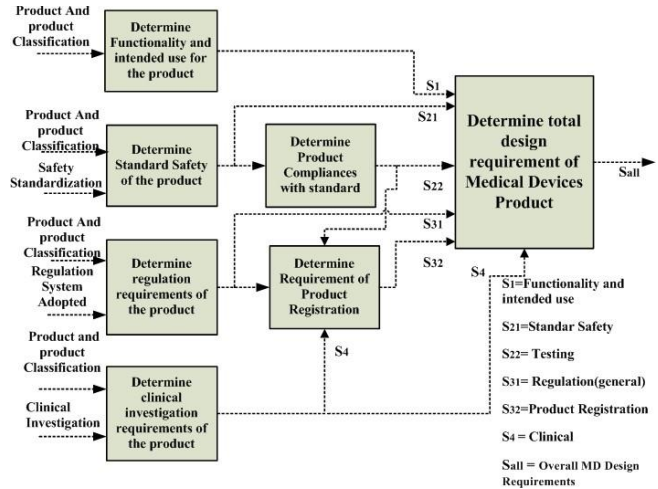 Product And
product
Classification
Determine
Functionality and
intended use for
the product
S1
Product And
product
Classification
Safety
Standardization
Determine
Standard Safety
of the product
S21
Determine
Product
Compliances
with standard
S22
Determine total
design
requirement of
Medical Devices
Product
Sall
Product And
product
Classification
Regulation
System
Adopted
Determine
regulation
requirements of
the product
S31
Determine
Requirement of
Product
Registration
S32
S4
Product and
product
Classification
Clinical
Investigation
Determine
clinical
investigation
requirements of
the product
S4
S1=Functionality and
intended use
S21=Standar Safety
S22= Testing
S31= Regulation(general)
S32=Product Registration
S4 = Clinical
Sall = Overall MD Design
Requirements